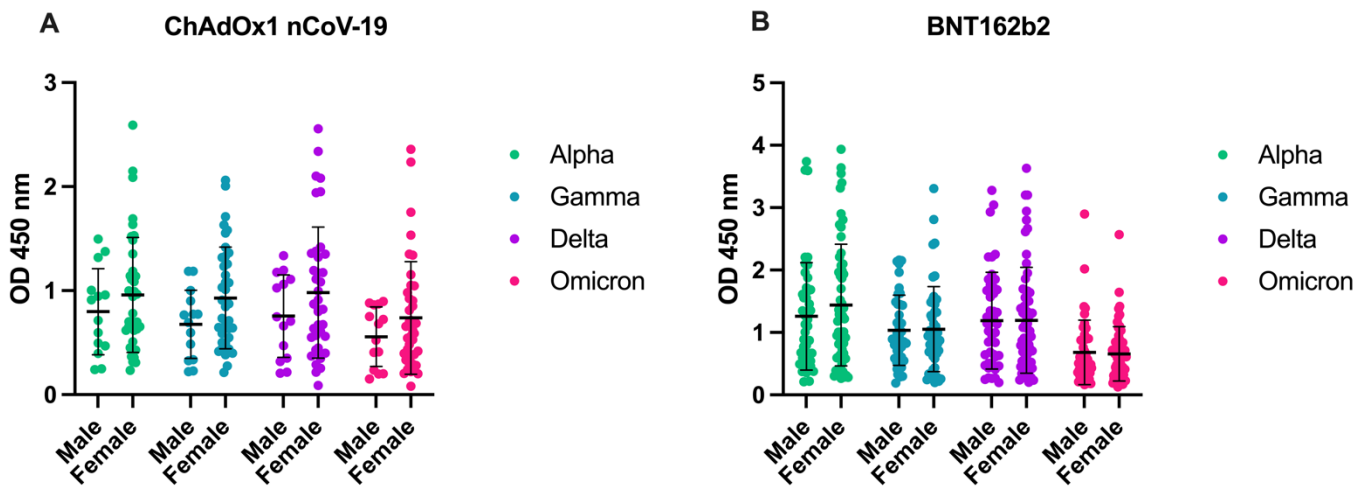 A
ChAdOx1 nCoV-19
OD 450 nm
3
2
1
0
Male
Female
Male
Female
Male
Female
Male
Female
Alpha
Gamma
Delta
Omicron
B
BNT162b2
OD 450 nm
5
4
3
2
1
0
Male
Female
Male
Female
Male
Female
Male
Female
Alpha
Gamma
Delta
Omicron